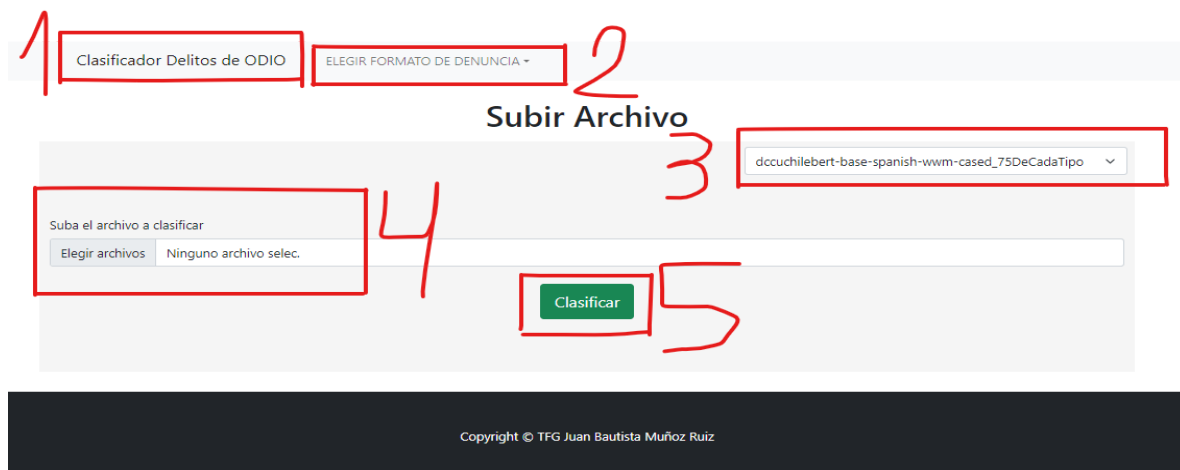 1
Clasificador Delitos de ODIO
ELEGIR FORMATO DE DENUNCIA
2
Subir Archivo
3
dccuchilebert-base-spanish-wwm-cased_75DeCadaTipo
4
Suba el archivo a clasificar
Elegir archivos Ninguno archivo selec.
Clasificar
5
Copyright © TFG Juan Bautista Muñoz Ruiz